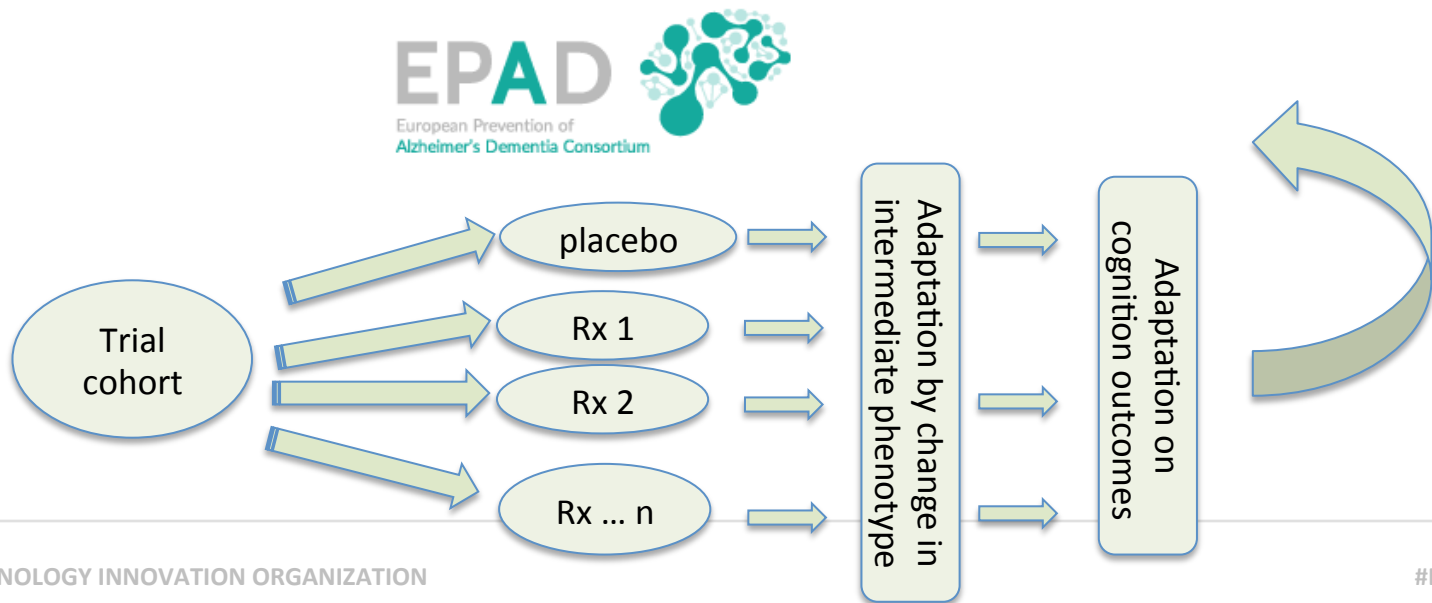 EPAD
European Prevention of
Alzheimer's Dementia Consortium
Trial
cohort
placebo
Rx 1
Rx 2
Rx ... n
Adaptation by change in
intermediate phenotype
Adaptation on
cognition outcomes
NOLOGY INNOVATION ORGANIZATION